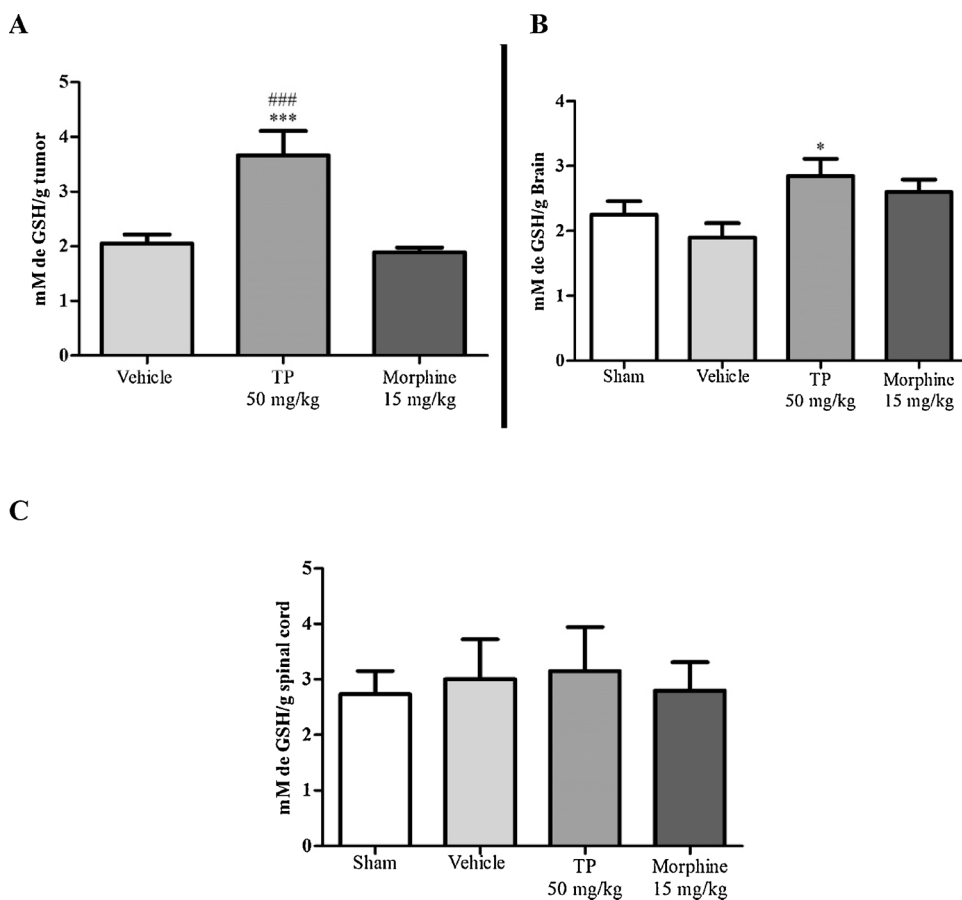 A
5
4
3
2
1
0
mM de GSH/g tumor
###
***
Vehicle
TP
50 mg/kg
Morphine
15 mg/kg
B
4
3
2
1
0
mM de GSH/g Brain
*
Sham
Vehicle
TP
50 mg/kg
Morphine
15 mg/kg
C
5
4
3
2
1
0
mM de GSH/g spinal cord
Sham
Vehicle
TP
50 mg/kg
Morphine
15 mg/kg